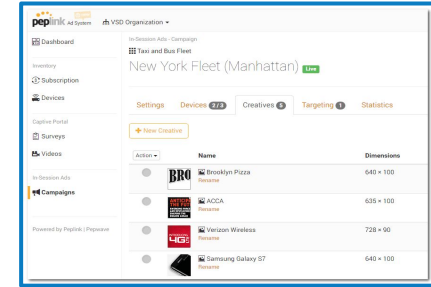 peplink Ad System VSD Organization
Dashboard
Inventory
Subscription
Devices
Captive Portal
Surveys
Videos
In-Session Ads
Campaigns
Powered by Peplink | Pepwave
In-Session Ads - Campaign
Taxi and Bus Fleet
New York Fleet (Manhattan) Live
Settings Devices 2/3 Creatives 5 Targeting 1 Statistics
+ New Creative
Action Name Dimensions
BRO Brooklyn Pizza 640 × 100
Rename
ACCA 635 × 100
Rename
4G Verizon Wireless 728 × 90
Rename
Samsung Galaxy S7 640 × 100
Rename